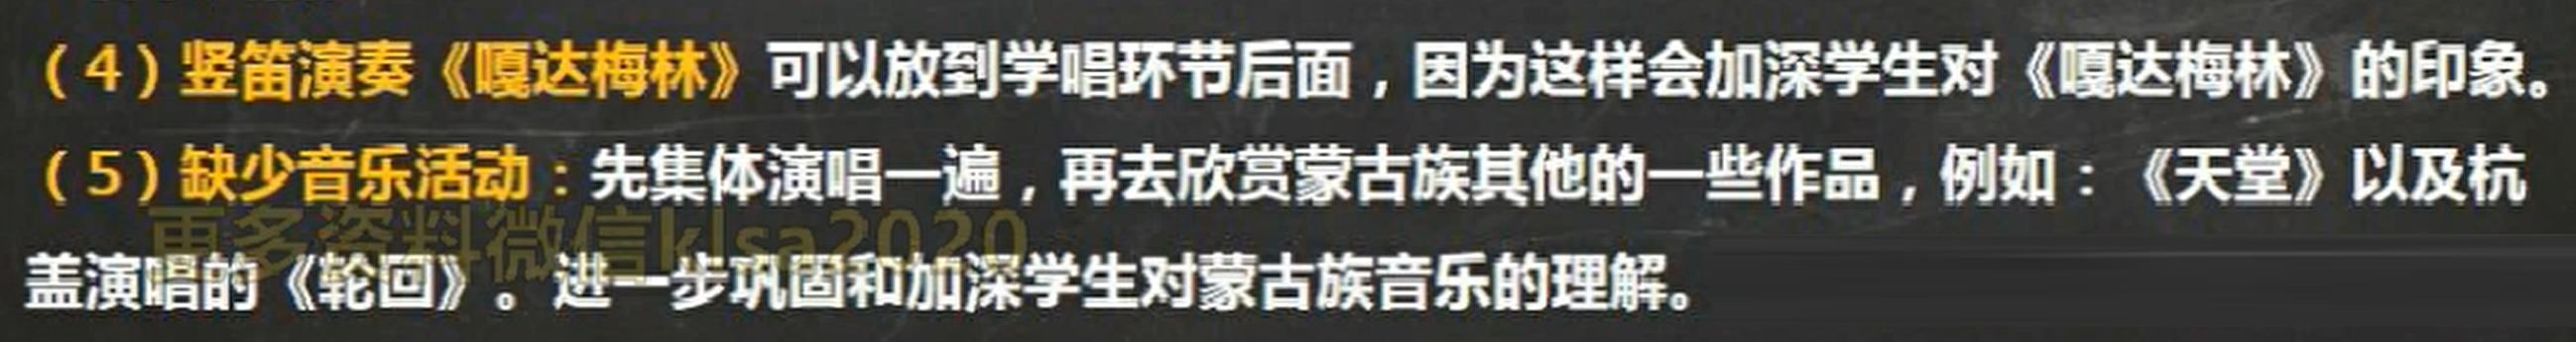 （4）竖笛演奏《嘎达梅林》可以放到学唱环节后面，因为这样会加深学生对《嘎达梅林》的印象。
（5）缺少音乐活动：先集体演唱一遍，再去欣赏蒙古族其他的一些作品，例如：《天堂》以及杭
更多资料微信klsa2020
盖演唱的《轮回》。进一步巩固和加深学生对蒙古族音乐的理解。